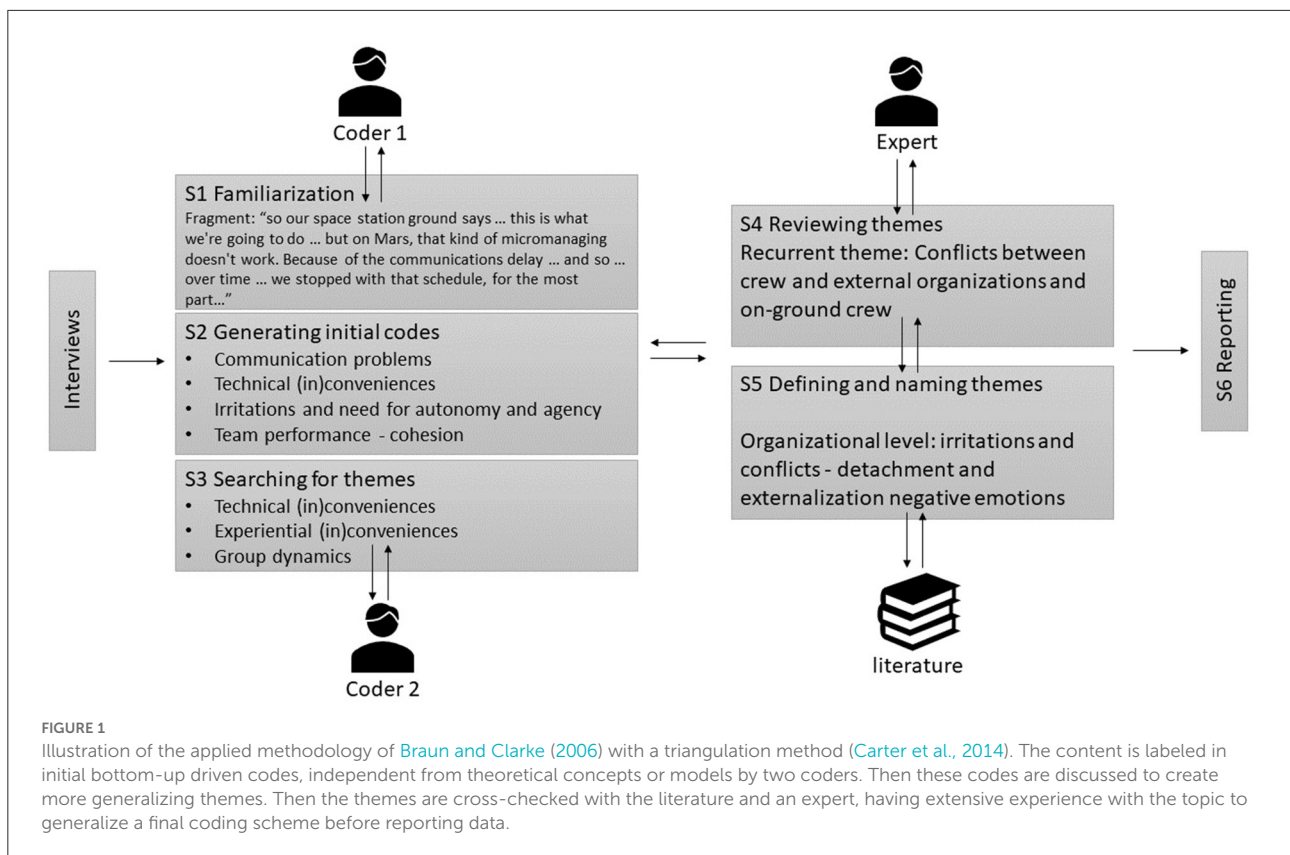 Coder 1
S1 Familiarization
Fragment: “so our space station ground says ... this is what
we're going to do ... but on Mars, that kind of micromanaging
doesn't work. Because of the communications delay ... and so ...
over time ... we stopped with that schedule, for the most
part...”
Interviews
S2 Generating initial codes
• Communication problems
• Technical (in)conveniences
• Irritations and need for autonomy and agency
• Team performance - cohesion
S3 Searching for themes
• Technical (in)conveniences
• Experiential (in)conveniences
• Group dynamics
Coder 2
Expert
S4 Reviewing themes
Recurrent theme: Conflicts between
crew and external organizations and
on-ground crew
S5 Defining and naming themes
Organizational level: irritations and
conflicts - detachment and
externalization negative emotions
literature
S6 Reporting
FIGURE 1
Illustration of the applied methodology of Braun and Clarke (2006) with a triangulation method (Carter et al., 2014). The content is labeled in
initial bottom-up driven codes, independent from theoretical concepts or models by two coders. Then these codes are discussed to create
more generalizing themes. Then the themes are cross-checked with the literature and an expert, having extensive experience with the topic to
generalize a final coding scheme before reporting data.